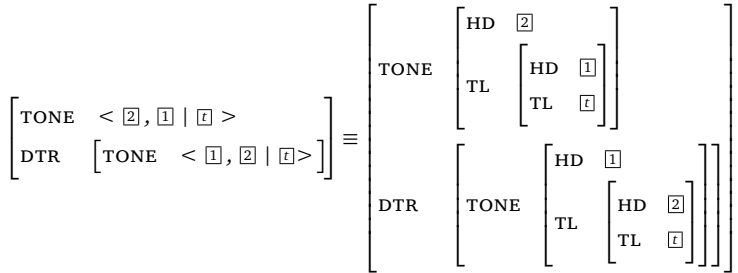 TONE < 2 , 1 | t >
DTR [TONE < 1 , 2 | t >]
≡
TONE
HD 2
TL
HD 1
TL t
DTR
TONE
HD 1
TL
HD 2
TL t